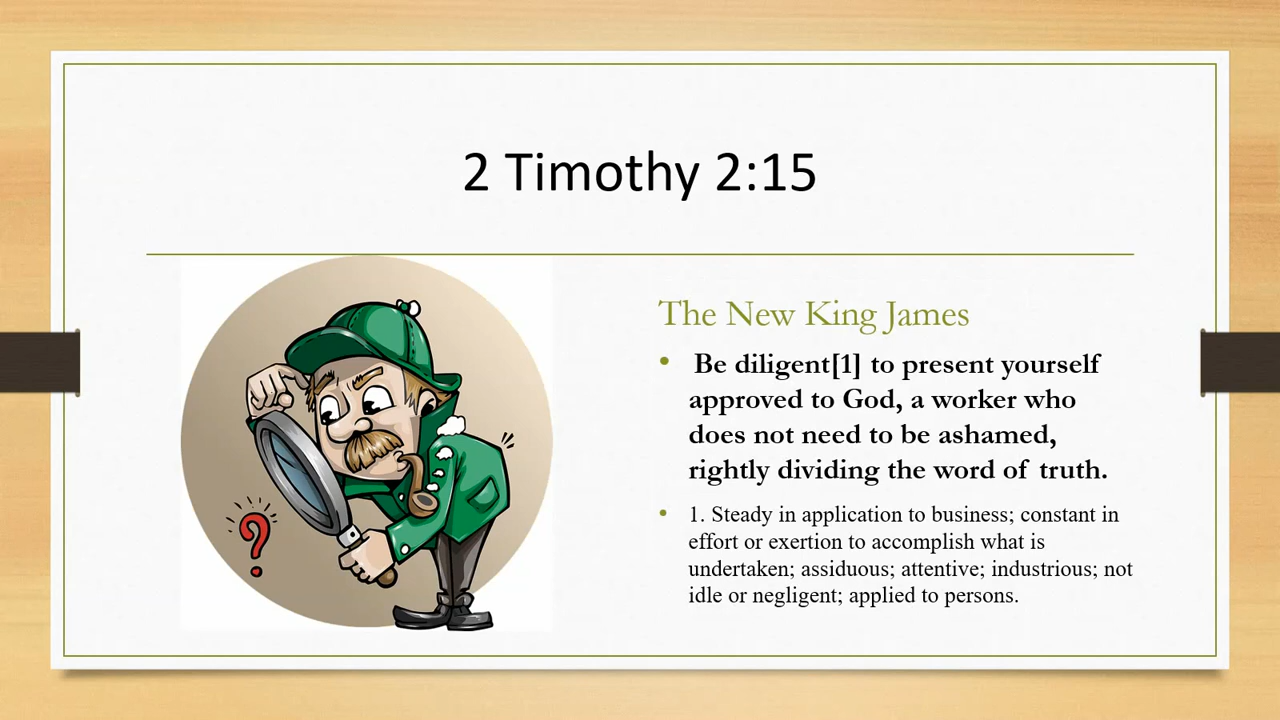 2 Timothy 2:15
The New King James
• Be diligent[1] to present yourself
approved to God, a worker who
does not need to be ashamed,
rightly dividing the word of truth.
• 1. Steady in application to business; constant in
effort or exertion to accomplish what is
undertaken; assiduous; attentive; industrious; not
idle or negligent; applied to persons.
?